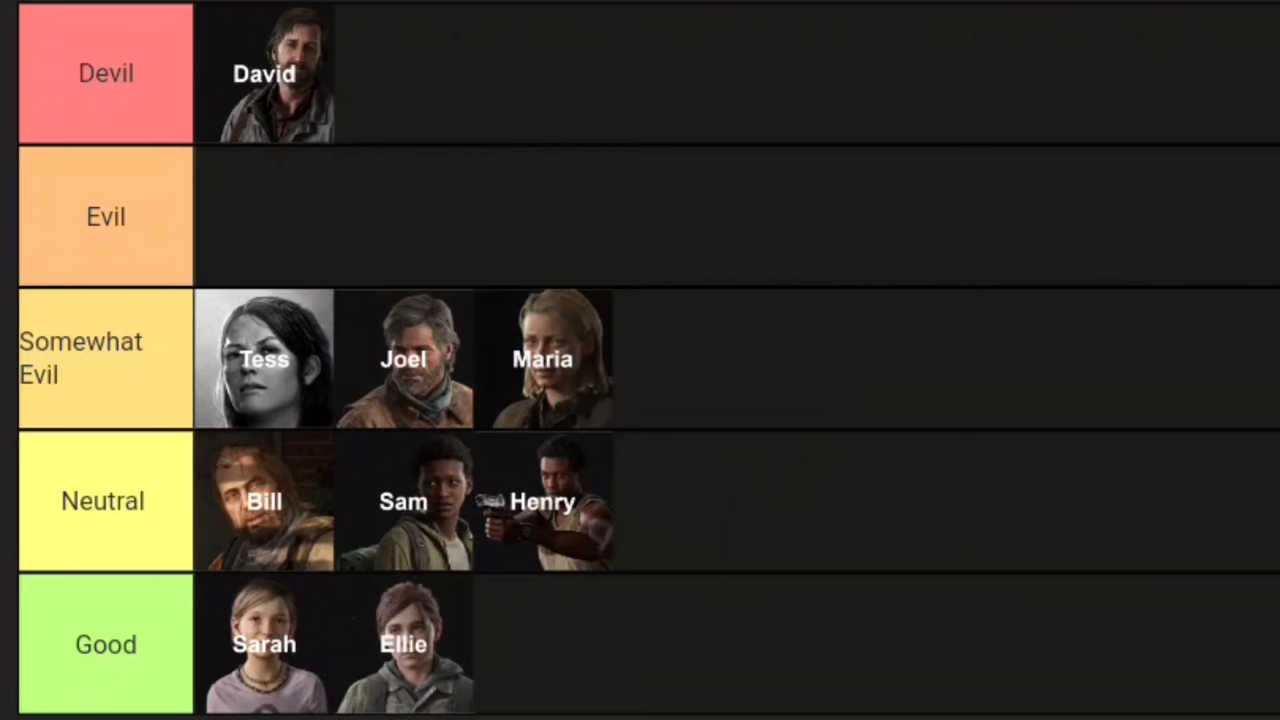 Devil
David
Evil
Somewhat
Evil
Tess
Joel
Maria
Neutral
Bill
Sam
Henry
Good
Sarah
Ellie